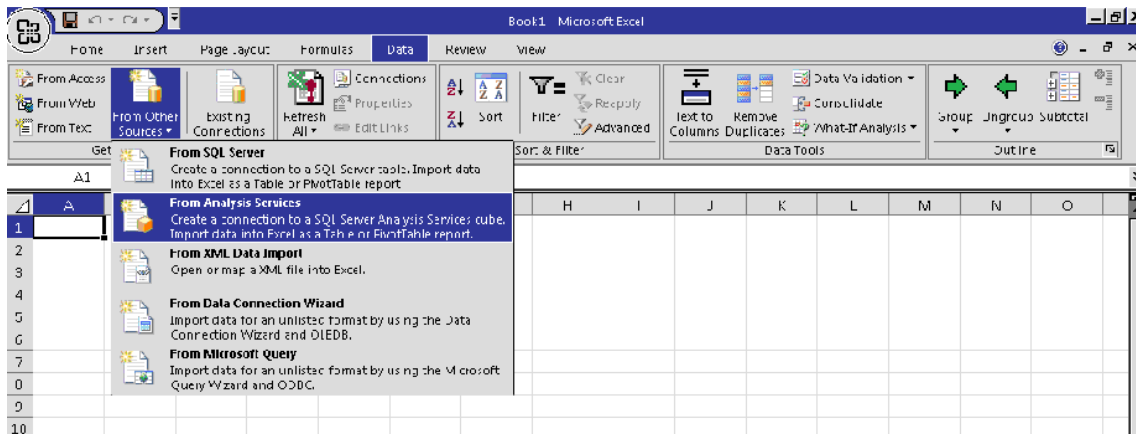 Book1 Microsoft Excel
Home Insert Page Layout Formulas Data Review View
From Access
From Web
From Text
From Other Sources
Existing Connections
Refresh All
Connections
Properties
Edit Links
Sort
Filter
Clear
Reapply
Advanced
Text to Columns
Remove Duplicates
Data Validation
Consolidate
What-If Analysis
Group
Ungroup
Subtotal
Get
Sort & Filter
Data Tools
Outline
From SQL Server
Create a connection to a SQL Server table. Import data
into Excel as a Table or PivotTable report
A1
From Analysis Services
Create a connection to a SQL Server Analysis Services cube.
Import data into Excel as a Table or PivotTable report.
From XML Data Import
Open or map a XML file into Excel.
From Data Connection Wizard
Import data for an unlisted format by using the Data
Connection Wizard and OLEDB.
From Microsoft Query
Import data for an unlisted format by using the Microsoft
Query Wizard and ODBC.
A H I J K L M N O
1
2
3
4
5
6
7
8
9
10